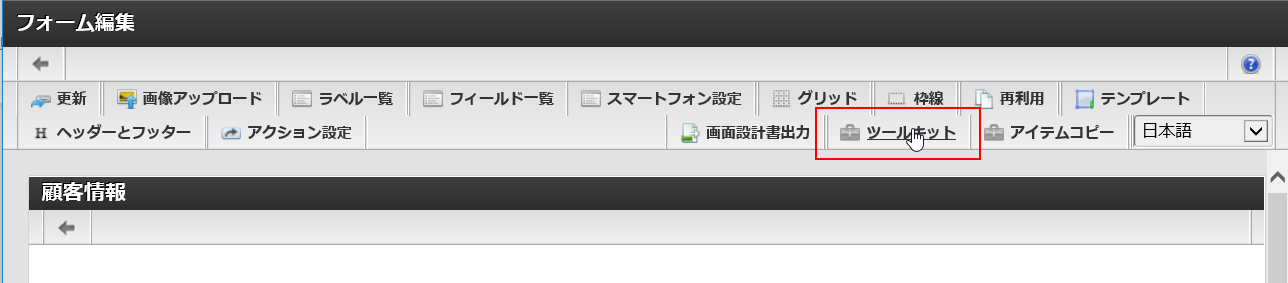 フォーム編集
更新 画像アップロード ラベル一覧 フィールド一覧 スマートフォン設定 グリッド 枠線 再利用 テンプレート
H ヘッダーとフッター アクション設定 画面設計書出力 ツールキット アイテムコピー 日本語
顧客情報